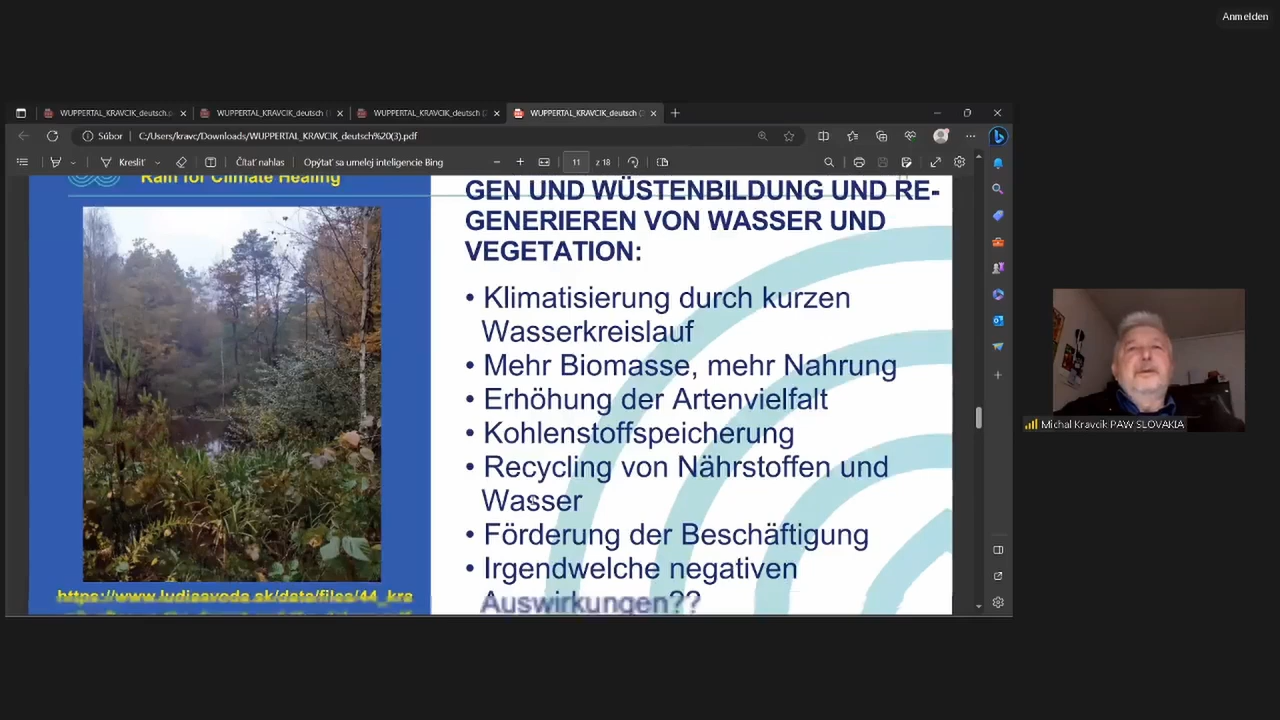 Anmelden
WUPPERTAL_KRAVCIK_deutsch.p
WUPPERTAL_KRAVCIK_deutsch (
WUPPERTAL_KRAVCIK_deutsch (
WUPPERTAL_KRAVCIK_deutsch (
Súbor
C:/Users/kravc/Downloads/WUPPERTAL_KRAVCIK_deutsch%20(3).pdf
Kresliť
Čítať nahlas
Opýtať sa umelej inteligencie Bing
11
z 18
Rain for Climate Healing
GEN UND WÜSTENBILDUNG UND RE-
GENERIEREN VON WASSER UND
VEGETATION:
• Klimatisierung durch kurzen
Wasserkreislauf
• Mehr Biomasse, mehr Nahrung
• Erhöhung der Artenvielfalt
• Kohlenstoffspeicherung
• Recycling von Nährstoffen und
Wasser
• Förderung der Beschäftigung
• Irgendwelche negativen
Auswirkungen??
https://www.ludiaavoda.sk/data/files/44_kra
Michal Kravcik PAW SLOVAKIA